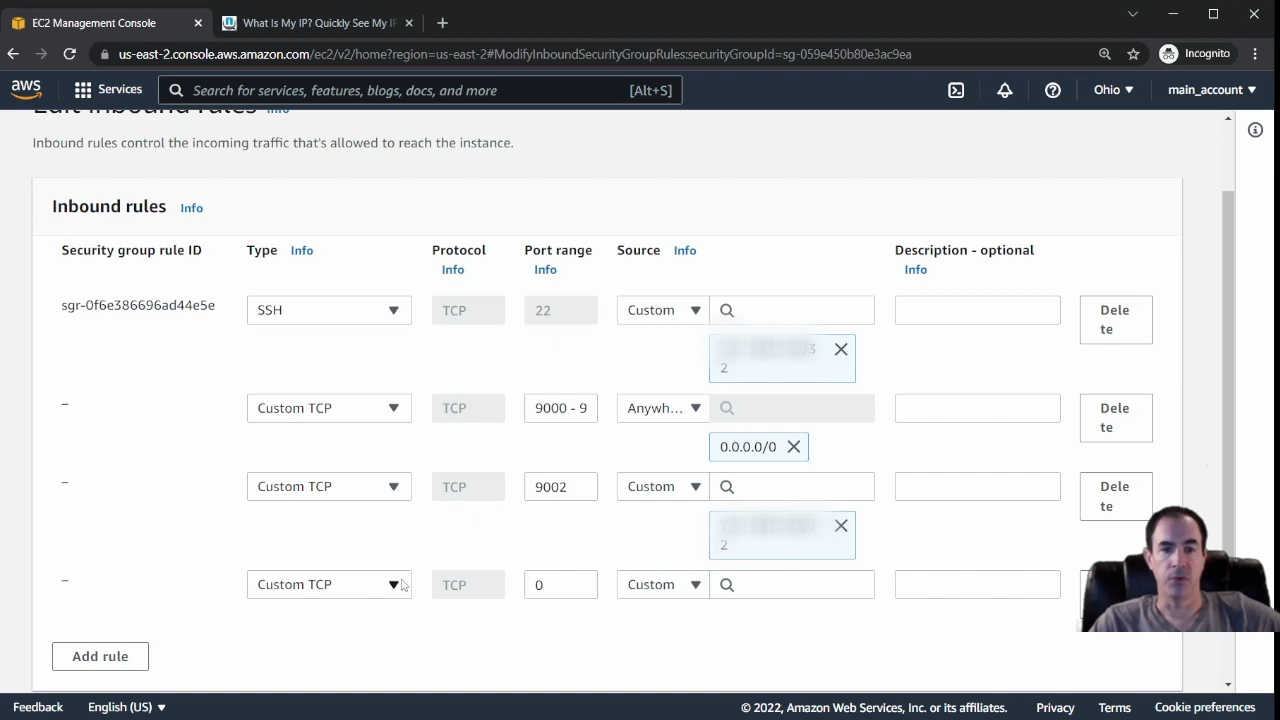 EC2 Management Console
What Is My IP? Quickly See My IP
us-east-2.console.aws.amazon.com/ec2/v2/home?region=us-east-2#ModifyInboundSecurityGroupRules:securityGroupId=sg-059e450b80e3ac9ea
Incognito
aws
Services
Search for services, features, blogs, docs, and more
[Alt+S]
Ohio
main_account
Edit inbound rules Info
Inbound rules control the incoming traffic that's allowed to reach the instance.
Inbound rules Info
Security group rule ID
Type Info
Protocol
Info
Port range
Info
Source Info
Description - optional
Info
sgr-0f6e386696ad44e5e
SSH
TCP
22
Custom
/3
2
Dele
te
–
Custom TCP
TCP
9000 - 9
Anywh...
0.0.0.0/0
Dele
te
–
Custom TCP
TCP
9002
Custom
2
Dele
te
–
Custom TCP
TCP
0
Custom
Add rule
Feedback
English (US)
© 2022, Amazon Web Services, Inc. or its affiliates.
Privacy
Terms
Cookie preferences